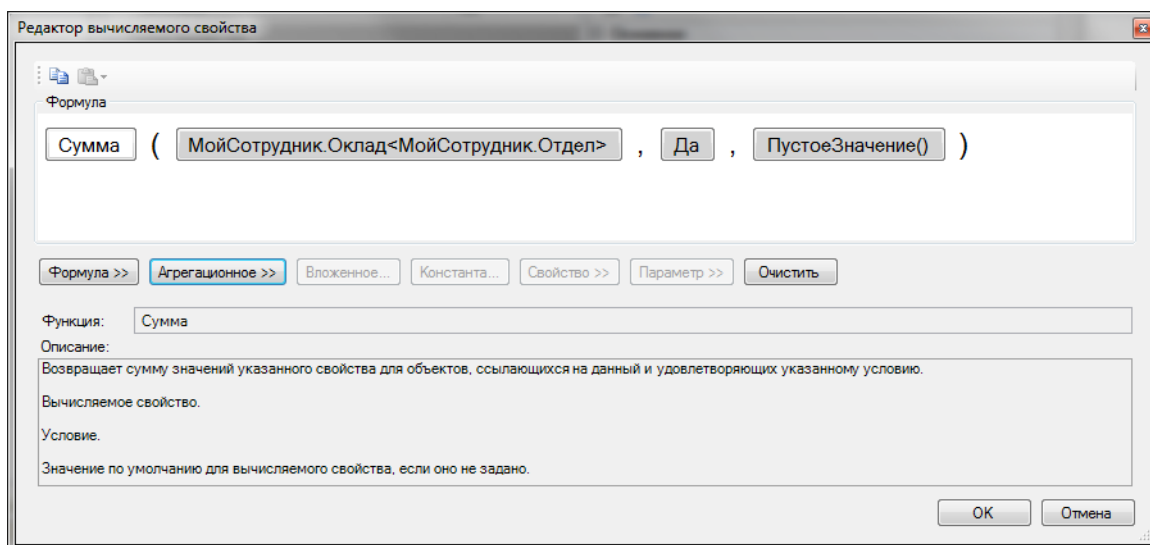 Редактор вычисляемого свойства
Формула
Сумма ( МойСотрудник.Оклад<МойСотрудник.Отдел> , Да , ПустоеЗначение() )
Формула >> Агрегационное >> Вложенное... Константа... Свойство >> Параметр >> Очистить
Функция: Сумма
Описание:
Возвращает сумму значений указанного свойства для объектов, ссылающихся на данный и удовлетворяющих указанному условию.
Вычисляемое свойство.
Условие.
Значение по умолчанию для вычисляемого свойства, если оно не задано.
OK Отмена